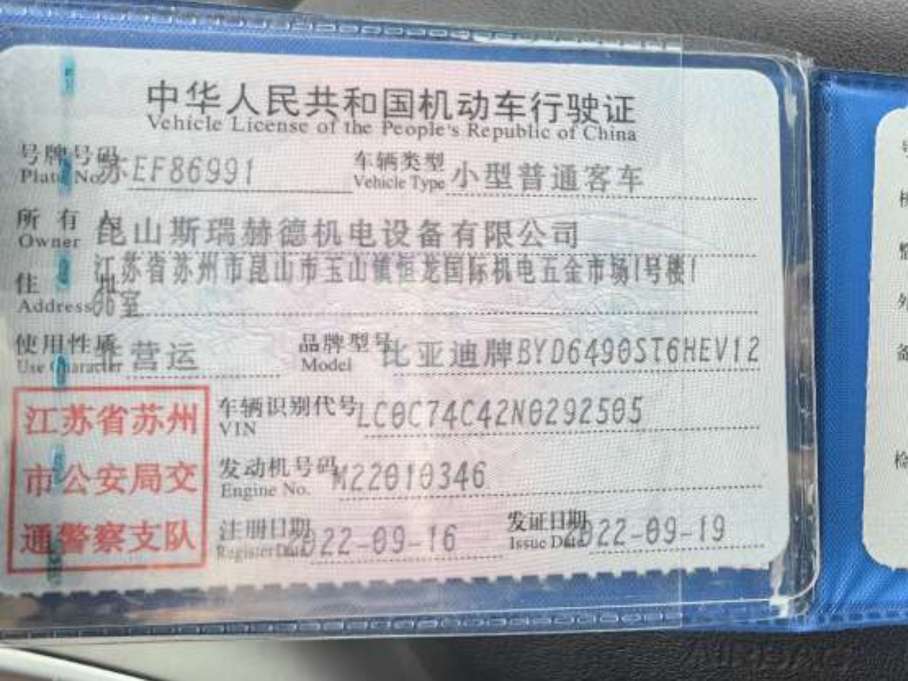 中华人民共和国机动车行驶证
Vehicle License of the People's Republic of China
号牌号码 苏EF86991 车辆类型 小型普通客车
Plate No. Vehicle Type
所有人 昆山斯瑞赫德机电设备有限公司
Owner
住址 江苏省苏州市昆山市玉山镇恒龙国际机电五金市场1号楼1
Address 66室
使用性质 非营运 品牌型号 比亚迪牌BYD6490ST6HEV12
Use Character Model
车辆识别代号 LC0C74C42N0292505
VIN
发动机号码 M22010346
Engine No.
注册日期 022-09-16 发证日期 022-09-19
Register Date Issue Date
江苏省苏州
市公安局交
通警察支队